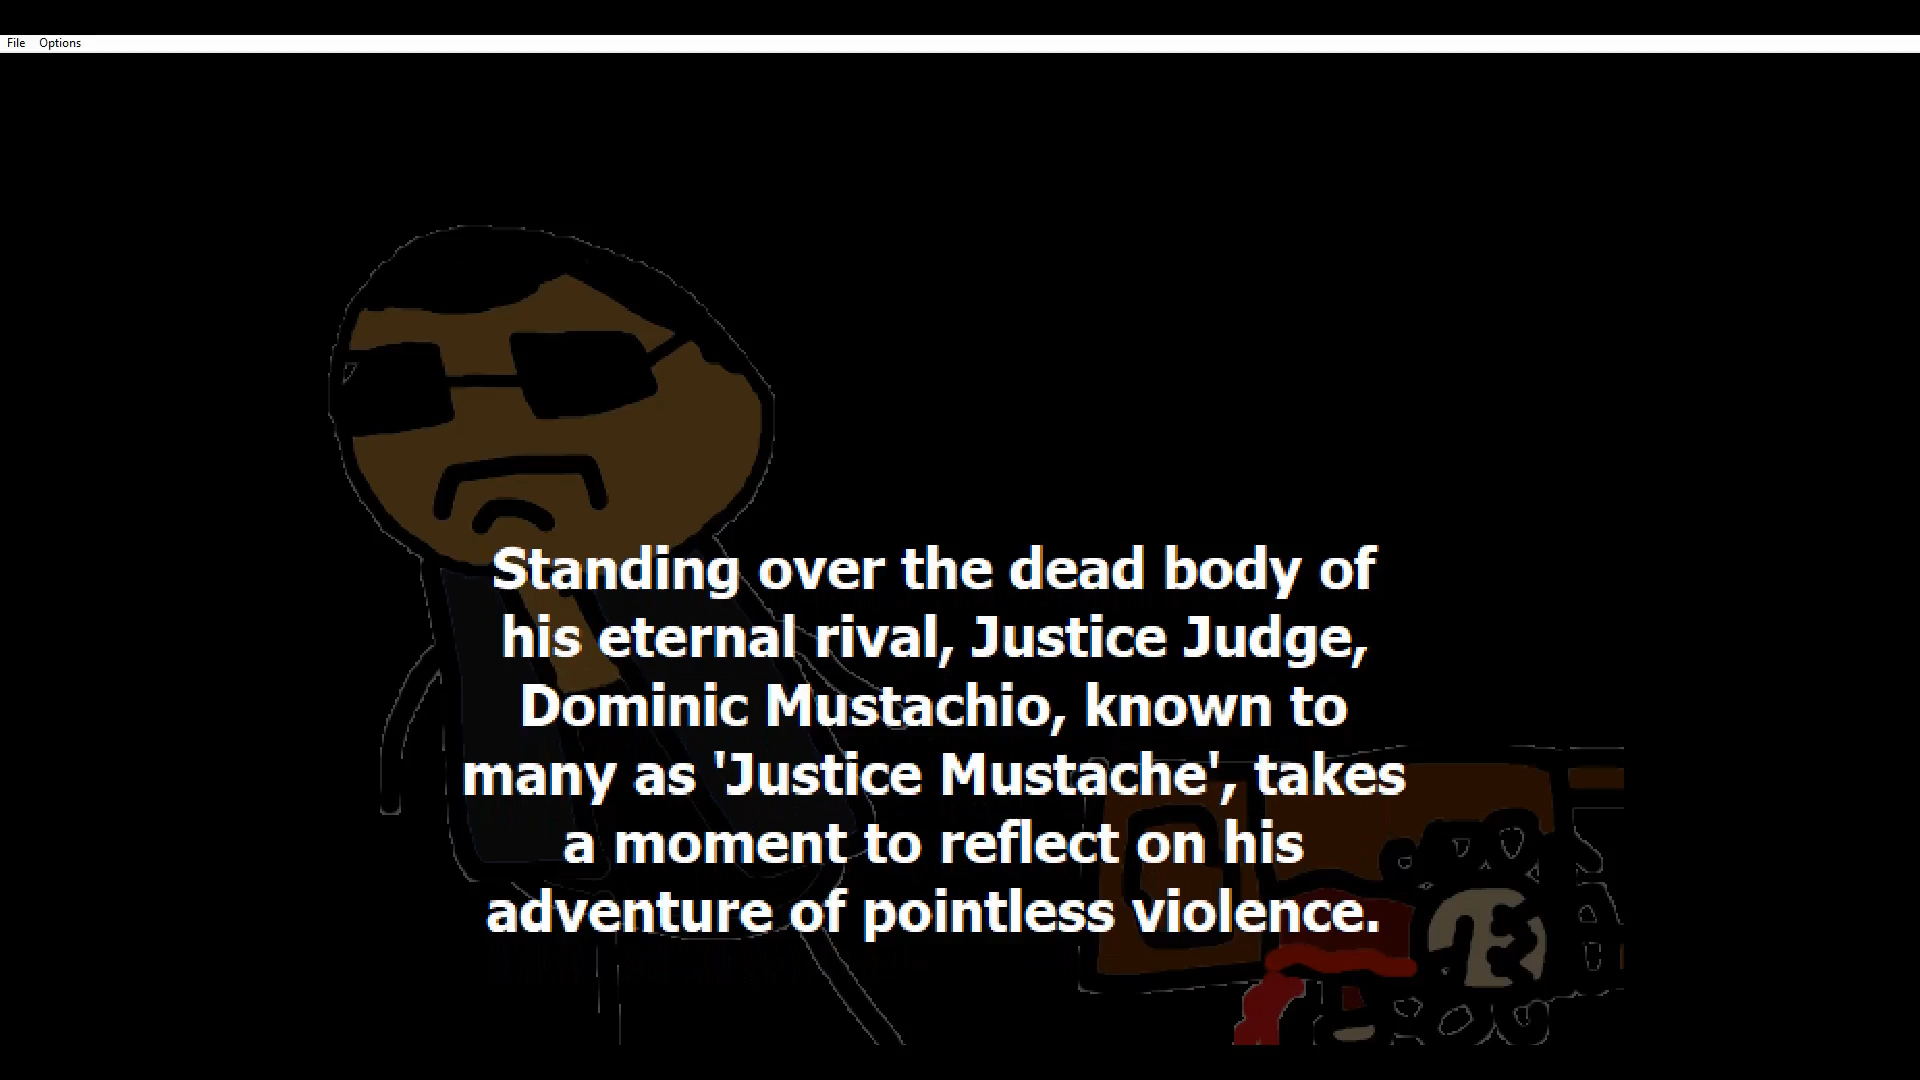 File Options
Standing over the dead body of
his eternal rival, Justice Judge,
Dominic Mustachio, known to
many as 'Justice Mustache', takes
a moment to reflect on his
adventure of pointless violence.